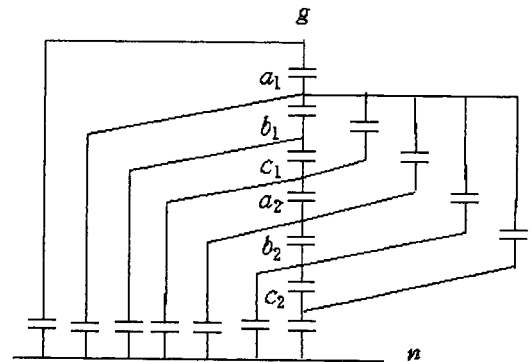 g
a₁
b₁
c₁
a₂
b₂
c₂
n